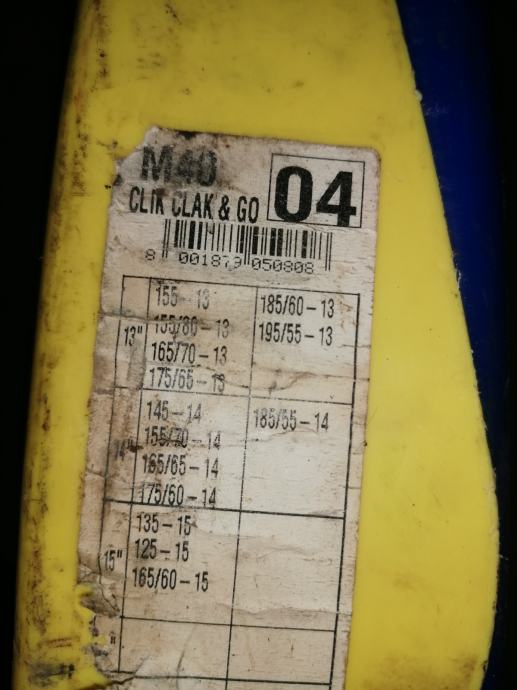 M40
04
CLIK CLAK & GO
8 001879 050808
13"
155 - 13
155/80 - 13
165/70 - 13
175/65 - 13
185/60 - 13
195/55 - 13
14"
145 - 14
155/70 - 14
165/65 - 14
175/60 - 14
185/55 - 14
15"
135 - 15
125 - 15
165/60 - 15
"